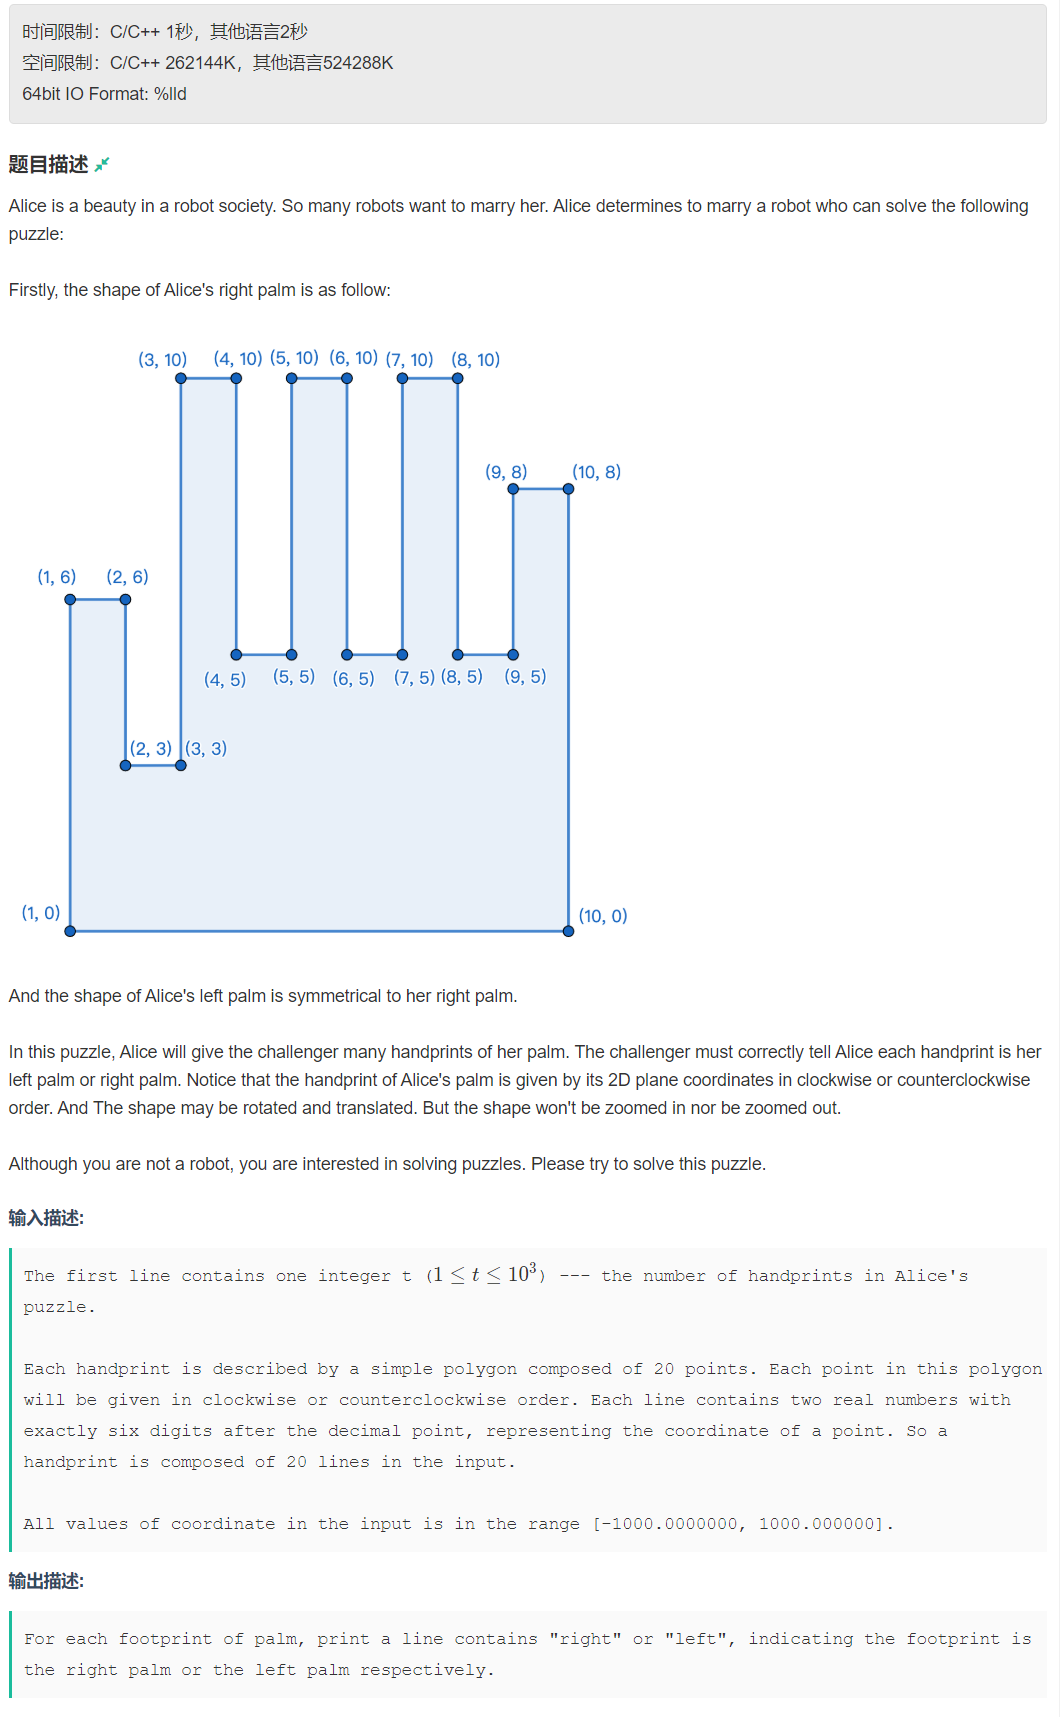 时间限制：C/C++ 1秒，其他语言2秒
空间限制：C/C++ 262144K，其他语言524288K
64bit IO Format: %lld
题目描述
Alice is a beauty in a robot society. So many robots want to marry her. Alice determines to marry a robot who can solve the following
puzzle:
Firstly, the shape of Alice's right palm is as follow:
(3, 10) (4, 10) (5, 10) (6, 10) (7, 10) (8, 10)
(9, 8) (10, 8)
(1, 6) (2, 6)
(4, 5) (5, 5) (6, 5) (7, 5) (8, 5) (9, 5)
(2, 3) (3, 3)
(1, 0) (10, 0)
And the shape of Alice's left palm is symmetrical to her right palm.
In this puzzle, Alice will give the challenger many handprints of her palm. The challenger must correctly tell Alice each handprint is her
left palm or right palm. Notice that the handprint of Alice's palm is given by its 2D plane coordinates in clockwise or counterclockwise
order. And The shape may be rotated and translated. But the shape won't be zoomed in nor be zoomed out.
Although you are not a robot, you are interested in solving puzzles. Please try to solve this puzzle.
输入描述:
The first line contains one integer t (1 ≤ t ≤ 10³) --- the number of handprints in Alice's
puzzle.
Each handprint is described by a simple polygon composed of 20 points. Each point in this polygon
will be given in clockwise or counterclockwise order. Each line contains two real numbers with
exactly six digits after the decimal point, representing the coordinate of a point. So a
handprint is composed of 20 lines in the input.
All values of coordinate in the input is in the range [-1000.0000000, 1000.000000].
输出描述:
For each footprint of palm, print a line contains "right" or "left", indicating the footprint is
the right palm or the left palm respectively.